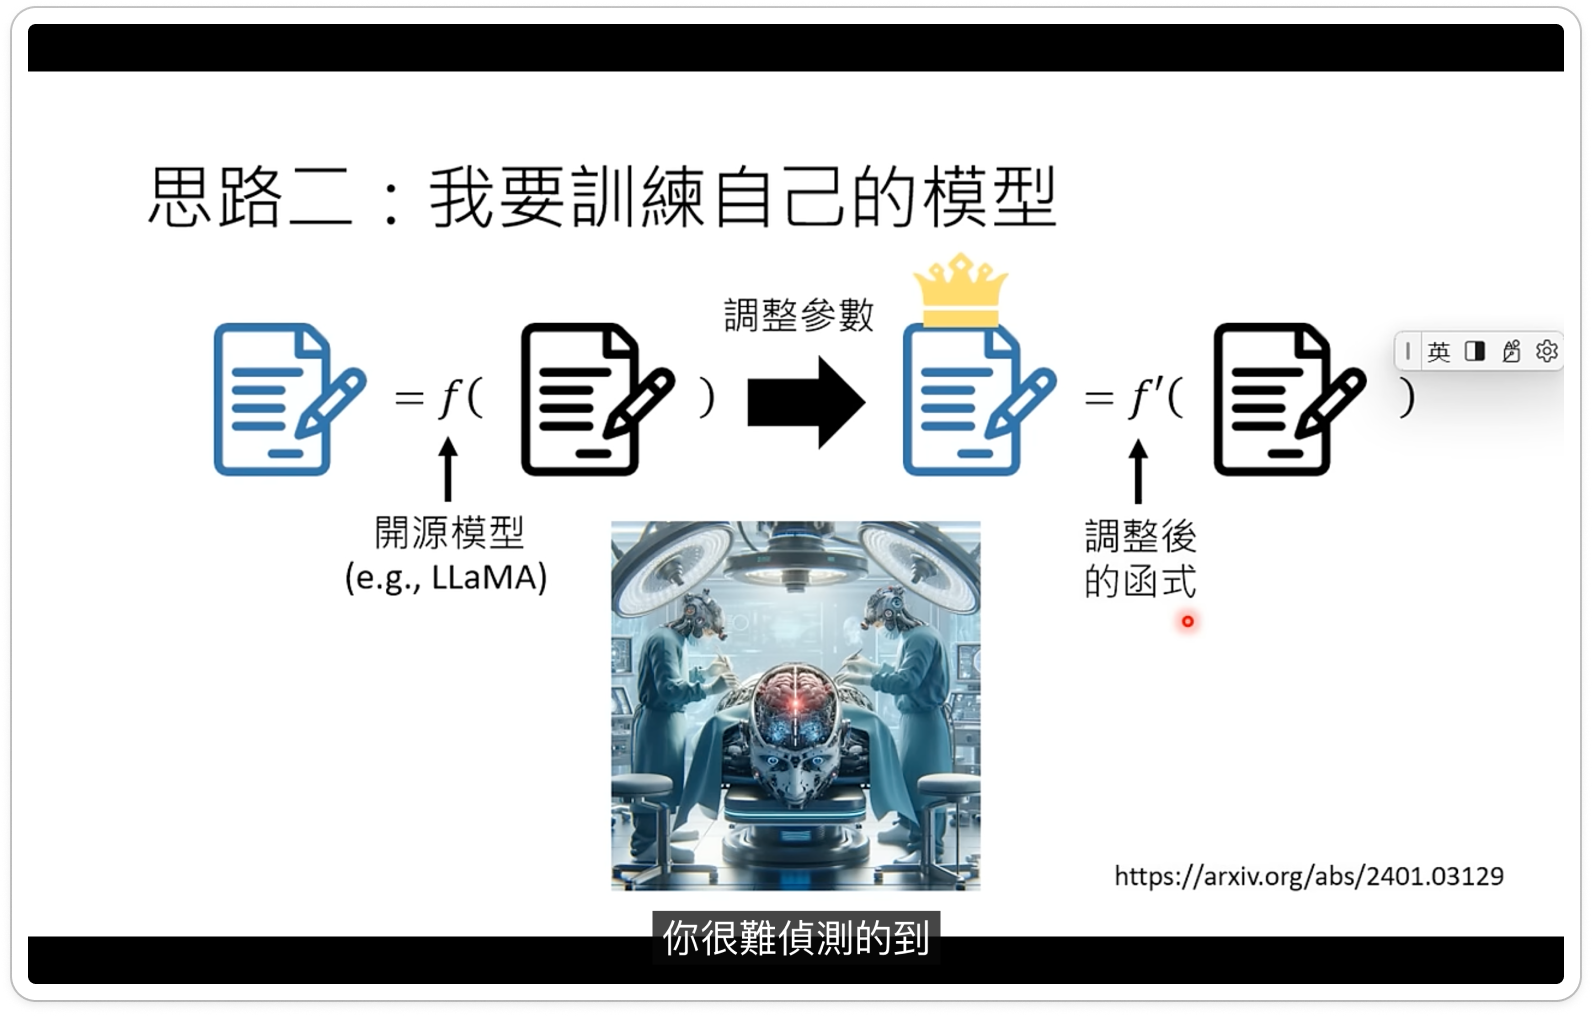 思路二：我要訓練自己的模型
調整參數
= f(        )
= f′(        )
英
開源模型
(e.g., LLaMA)
調整後
的函式
https://arxiv.org/abs/2401.03129
你很難偵測的到